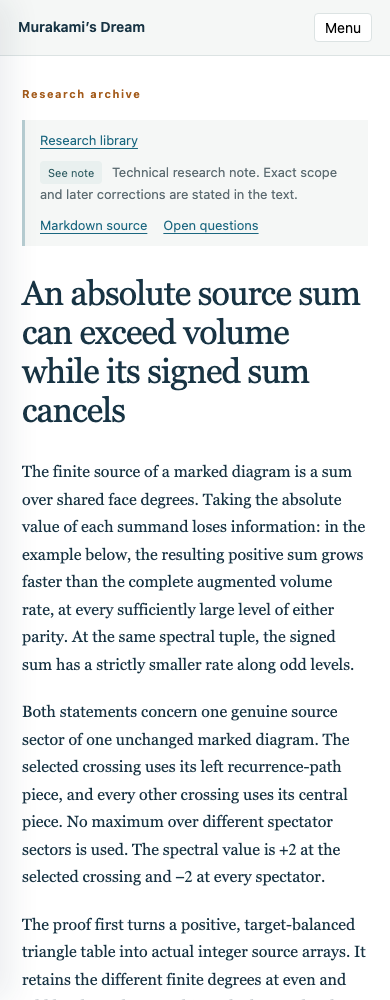 Murakami’s Dream
Menu
Research archive
Research library
See note Technical research note. Exact scope
and later corrections are stated in the text.
Markdown source Open questions
An absolute source sum
can exceed volume
while its signed sum
cancels
The finite source of a marked diagram is a sum
over shared face degrees. Taking the absolute
value of each summand loses information: in the
example below, the resulting positive sum grows
faster than the complete augmented volume
rate, at every sufficiently large level of either
parity. At the same spectral tuple, the signed
sum has a strictly smaller rate along odd levels.
Both statements concern one genuine source
sector of one unchanged marked diagram. The
selected crossing uses its left recurrence-path
piece, and every other crossing uses its central
piece. No maximum over different spectator
sectors is used. The spectral value is +2 at the
selected crossing and −2 at every spectator.
The proof first turns a positive, target-balanced
triangle table into actual integer source arrays. It
retains the different finite degrees at even and